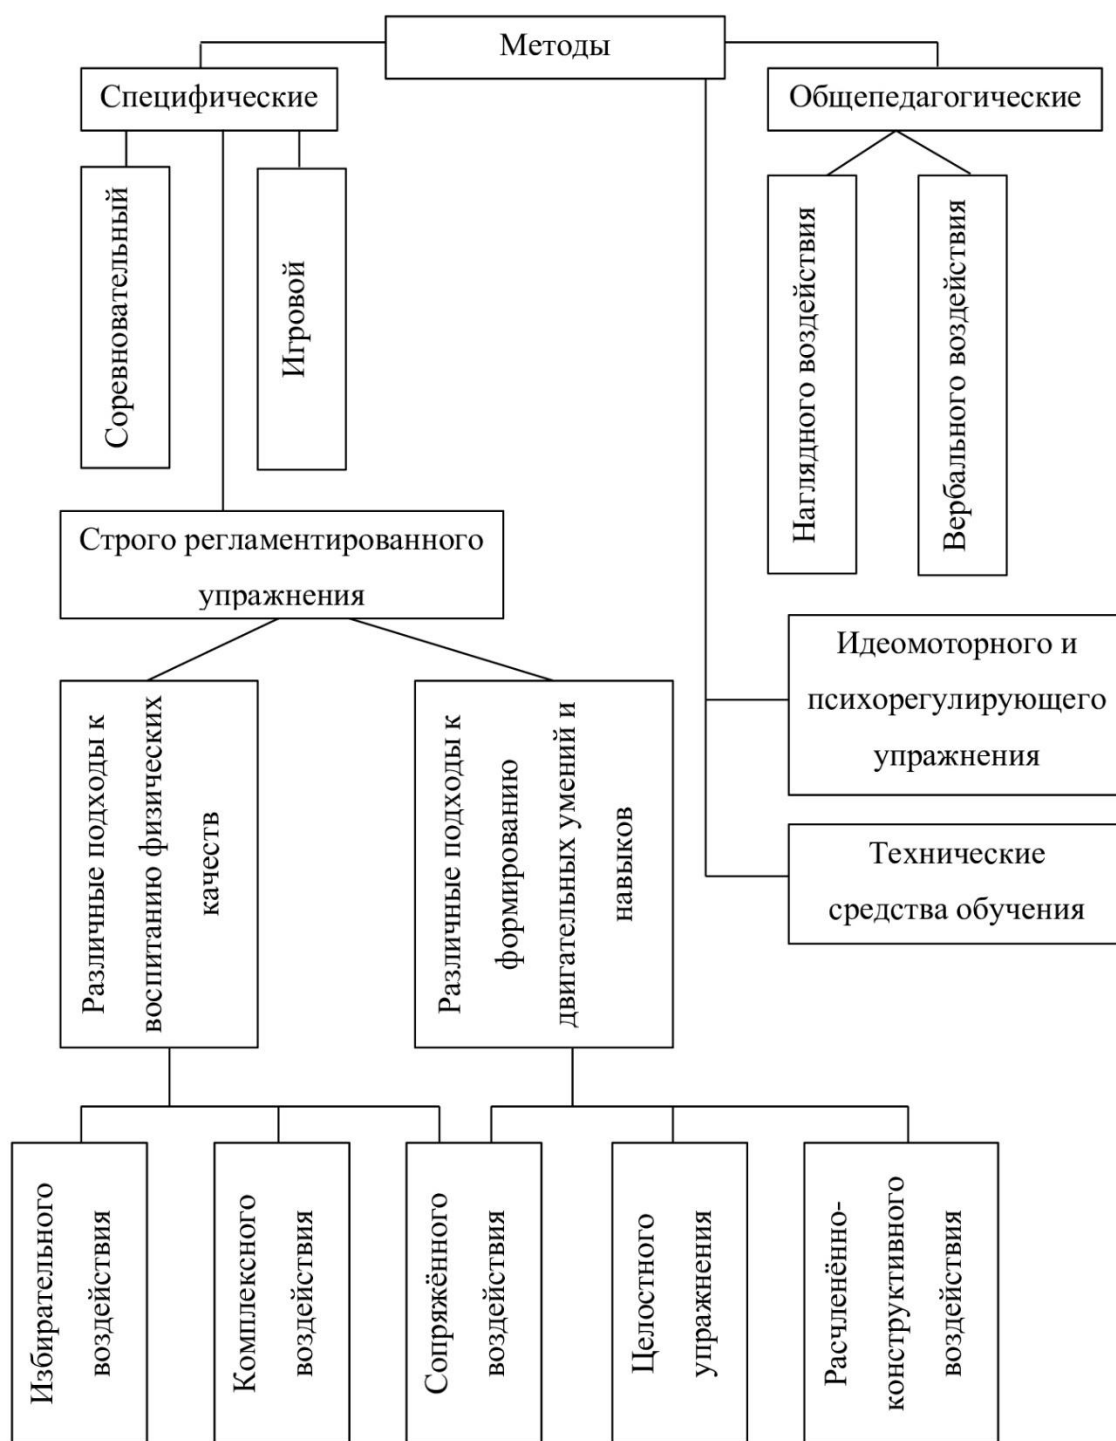 Методы
Специфические
Общепедагогические
Соревновательный
Игровой
Наглядного воздействия
Вербального воздействия
Строго регламентированного
упражнения
Идеомоторного и
психорегулирующего
упражнения
Различные подходы к
воспитанию физических
качеств
Различные подходы к
формированию
двигательных умений и
навыков
Технические
средства обучения
Избирательного
воздействия
Комплексного
воздействия
Сопряжённого
воздействия
Целостного
упражнения
Расчленённо-
конструктивного
воздействия